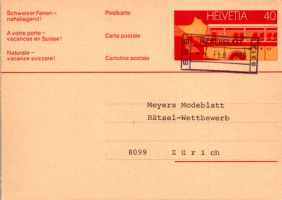 Schweizer Ferien –
naheliegend!
Postkarte
HELVETIA 40
A votre porte –
vacances en Suisse!
Carte postale
Naturale –
vacanze svizzere!
Cartolina postale
Meyers Modeblatt
Rätsel-Wettbewerb
8099 Zürich